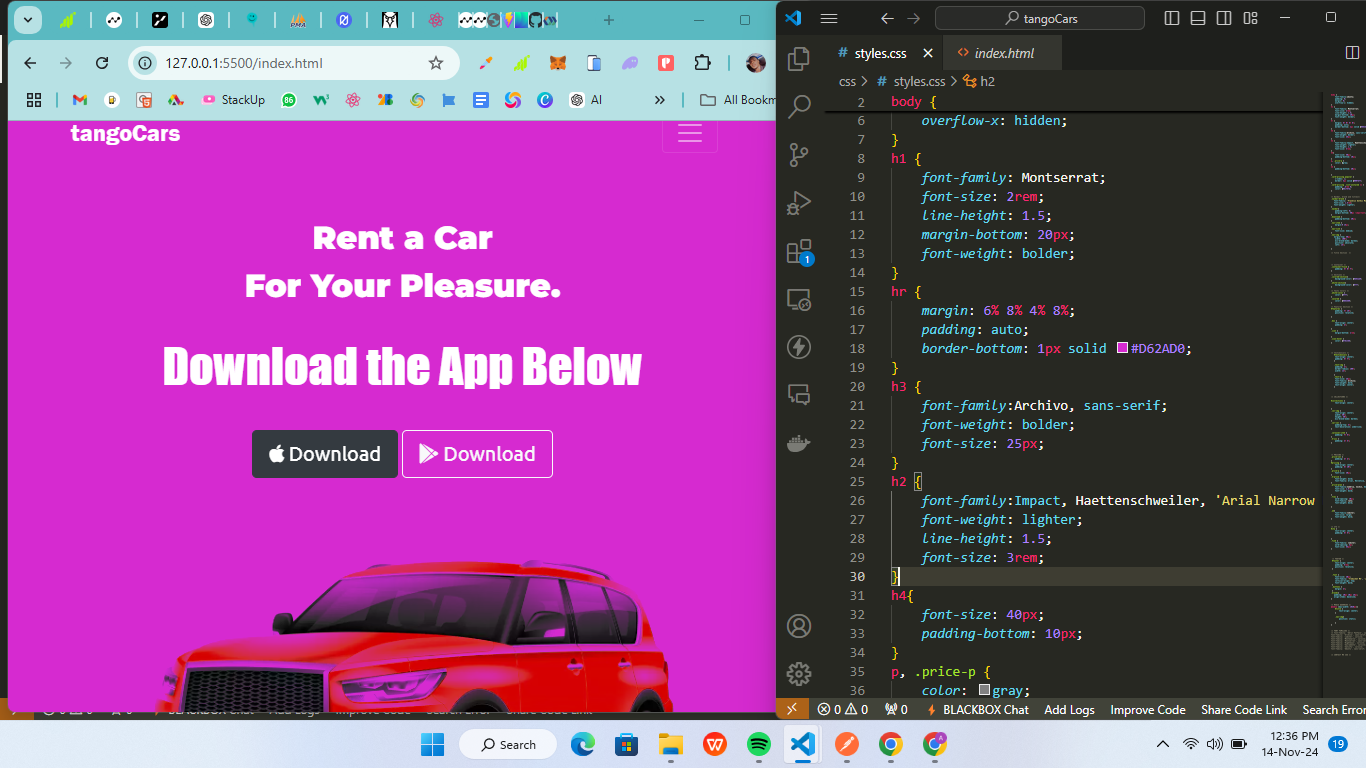 127.0.0.1:5500/index.html
StackUp
86
AI
»
All Bookm
tangoCars
Rent a Car
For Your Pleasure.
Download the App Below
Download
Download
tangoCars
# styles.css
<> index.html
css > # styles.css > h2
2 body {
6 overflow-x: hidden;
7 }
8 h1 {
9 font-family: Montserrat;
10 font-size: 2rem;
11 line-height: 1.5;
12 margin-bottom: 20px;
13 font-weight: bolder;
14 }
15 hr {
16 margin: 6% 8% 4% 8%;
17 padding: auto;
18 border-bottom: 1px solid #D62AD0;
19 }
20 h3 {
21 font-family:Archivo, sans-serif;
22 font-weight: bolder;
23 font-size: 25px;
24 }
25 h2 {
26 font-family:Impact, Haettenschweiler, 'Arial Narrow
27 font-weight: lighter;
28 line-height: 1.5;
29 font-size: 3rem;
30 }
31 h4{
32 font-size: 40px;
33 padding-bottom: 10px;
34 }
35 p, .price-p {
36 color: gray;
1
0 0 0 BLACKBOX Chat Add Logs Improve Code Share Code Link Search Error
Search
12:36 PM
14-Nov-24
19